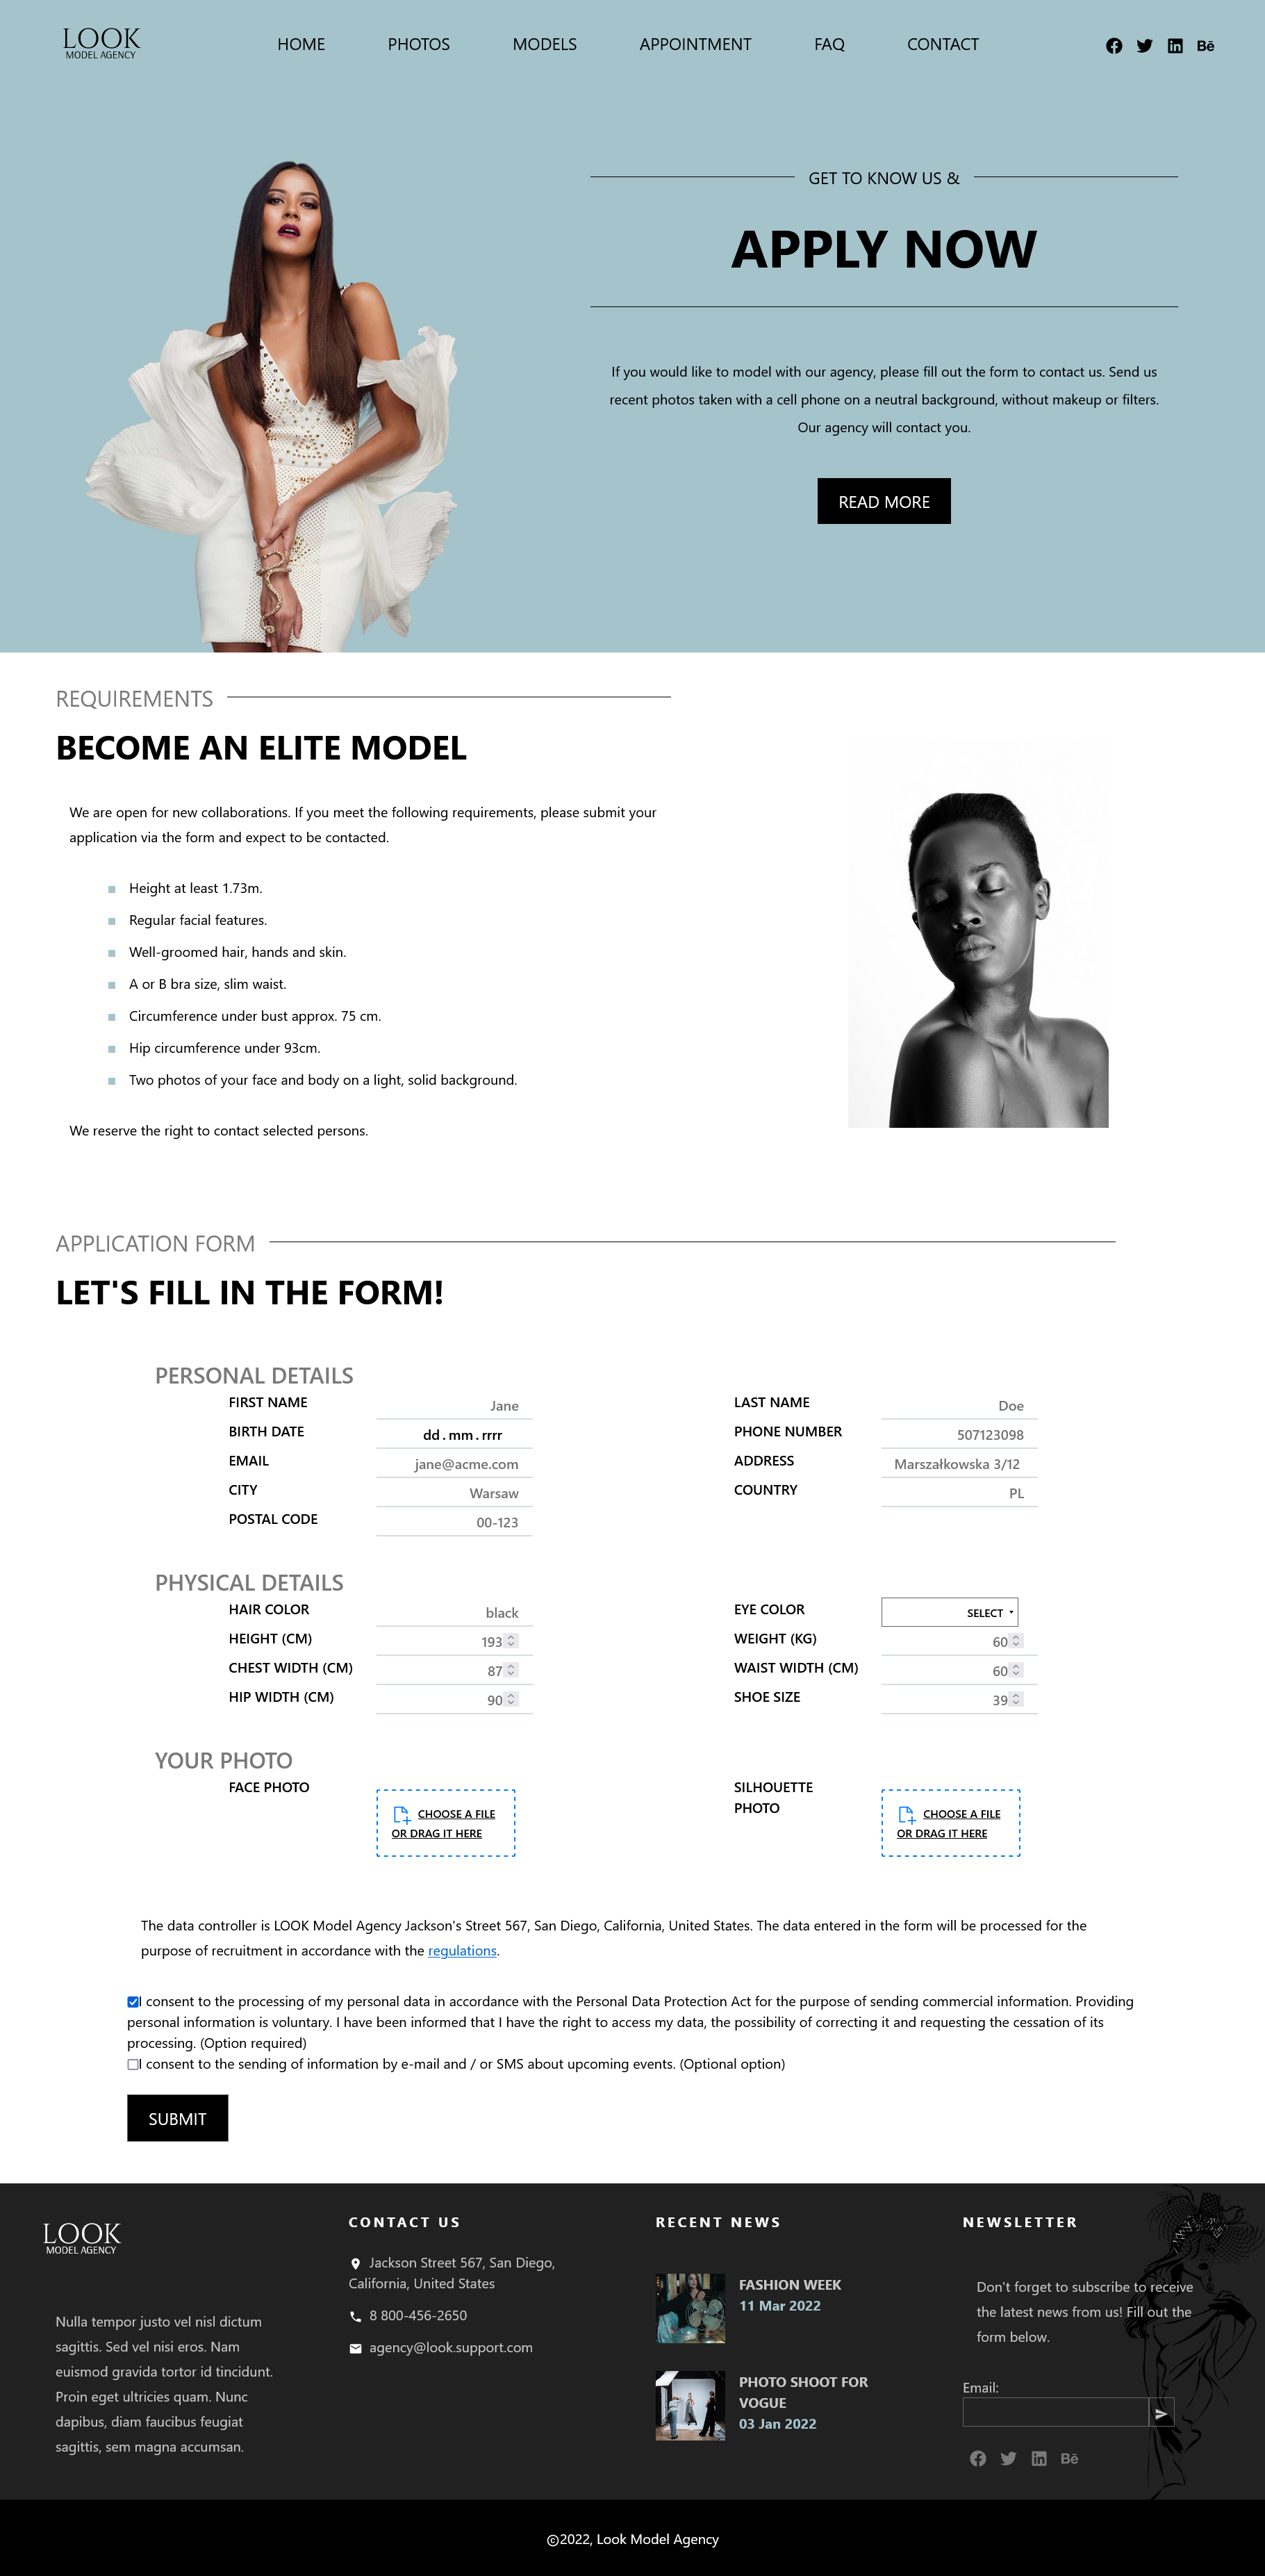 LOOK
MODEL AGENCY
HOME PHOTOS MODELS APPOINTMENT FAQ CONTACT
Bē
GET TO KNOW US &
APPLY NOW
If you would like to model with our agency, please fill out the form to contact us. Send us
recent photos taken with a cell phone on a neutral background, without makeup or filters.
Our agency will contact you.
READ MORE
REQUIREMENTS
BECOME AN ELITE MODEL
We are open for new collaborations. If you meet the following requirements, please submit your
application via the form and expect to be contacted.
Height at least 1.73m.
Regular facial features.
Well-groomed hair, hands and skin.
A or B bra size, slim waist.
Circumference under bust approx. 75 cm.
Hip circumference under 93cm.
Two photos of your face and body on a light, solid background.
We reserve the right to contact selected persons.
APPLICATION FORM
LET'S FILL IN THE FORM!
PERSONAL DETAILS
FIRST NAME Jane LAST NAME Doe
BIRTH DATE dd.mm.rrrr PHONE NUMBER 507123098
EMAIL jane@acme.com ADDRESS Marszałkowska 3/12
CITY Warsaw COUNTRY PL
POSTAL CODE 00-123
PHYSICAL DETAILS
HAIR COLOR black EYE COLOR SELECT
HEIGHT (CM) 193 WEIGHT (KG) 60
CHEST WIDTH (CM) 87 WAIST WIDTH (CM) 60
HIP WIDTH (CM) 90 SHOE SIZE 39
YOUR PHOTO
FACE PHOTO
CHOOSE A FILE
OR DRAG IT HERE
SILHOUETTE
PHOTO
CHOOSE A FILE
OR DRAG IT HERE
The data controller is LOOK Model Agency Jackson's Street 567, San Diego, California, United States. The data entered in the form will be processed for the
purpose of recruitment in accordance with the regulations.
I consent to the processing of my personal data in accordance with the Personal Data Protection Act for the purpose of sending commercial information. Providing
personal information is voluntary. I have been informed that I have the right to access my data, the possibility of correcting it and requesting the cessation of its
processing. (Option required)
I consent to the sending of information by e-mail and / or SMS about upcoming events. (Optional option)
SUBMIT
LOOK
MODEL AGENCY
Nulla tempor justo vel nisl dictum
sagittis. Sed vel nisi eros. Nam
euismod gravida tortor id tincidunt.
Proin eget ultricies quam. Nunc
dapibus, diam faucibus feugiat
sagittis, sem magna accumsan.
CONTACT US
Jackson Street 567, San Diego,
California, United States
8 800-456-2650
agency@look.support.com
RECENT NEWS
FASHION WEEK
11 Mar 2022
PHOTO SHOOT FOR
VOGUE
03 Jan 2022
NEWSLETTER
Don't forget to subscribe to receive
the latest news from us! Fill out the
form below.
Email:
Bē
©2022, Look Model Agency